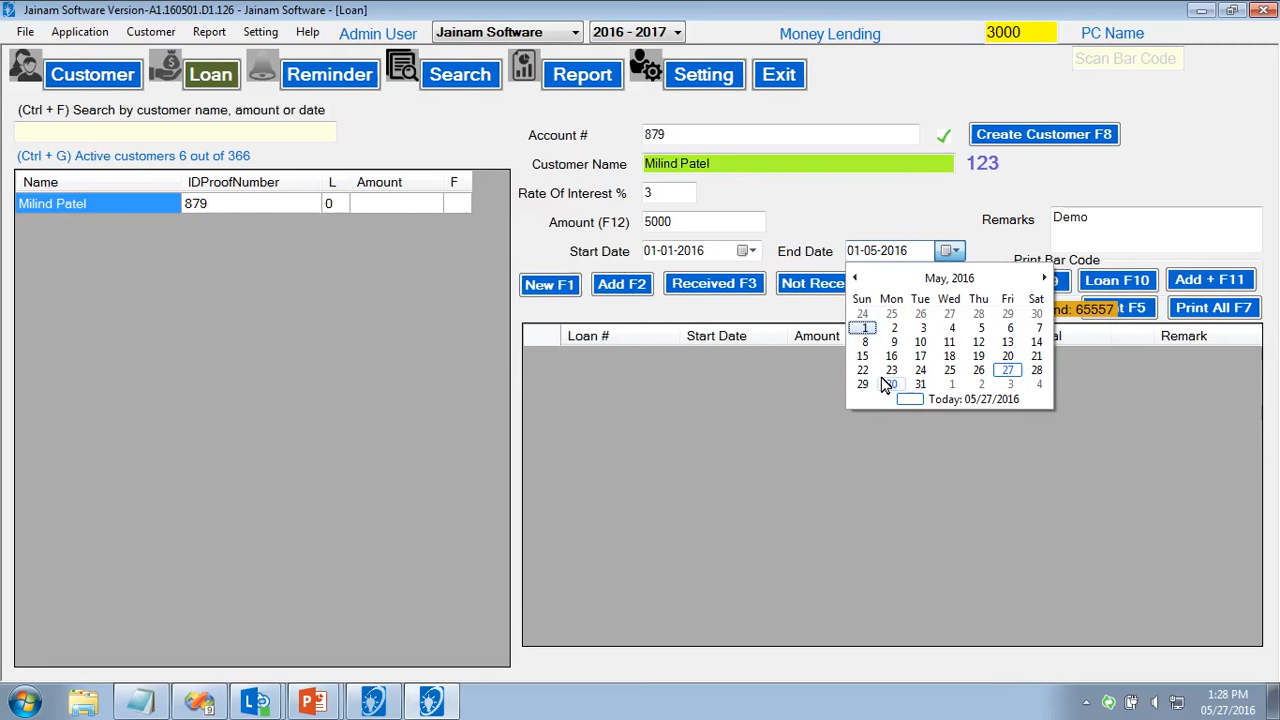 Jainam Software Version-A1.160501.D1.126 - Jainam Software - [Loan]
File Application Customer Report Setting Help Admin User Jainam Software 2016 - 2017 Money Lending 3000 PC Name
Customer Loan Reminder Search Report Setting Exit Scan Bar Code
(Ctrl + F) Search by customer name, amount or date
(Ctrl + G) Active customers 6 out of 366
Name IDProofNumber L Amount F
Milind Patel 879 0
Account # 879 Create Customer F8
Customer Name Milind Patel 123
Rate Of Interest % 3
Amount (F12) 5000 Remarks Demo
Start Date 01-01-2016 End Date 01-05-2016
Print Bar Code
New F1 Add F2 Received F3 Not Rece Loan F10 Add + F11
nd: 65557 F5 Print All F7
Loan # Start Date Amount al Remark
May, 2016
Sun Mon Tue Wed Thu Fri Sat
24 25 26 27 28 29 30
1 2 3 4 5 6 7
8 9 10 11 12 13 14
15 16 17 18 19 20 21
22 23 24 25 26 27 28
29 30 31 1 2 3 4
Today: 05/27/2016
1:28 PM
05/27/2016